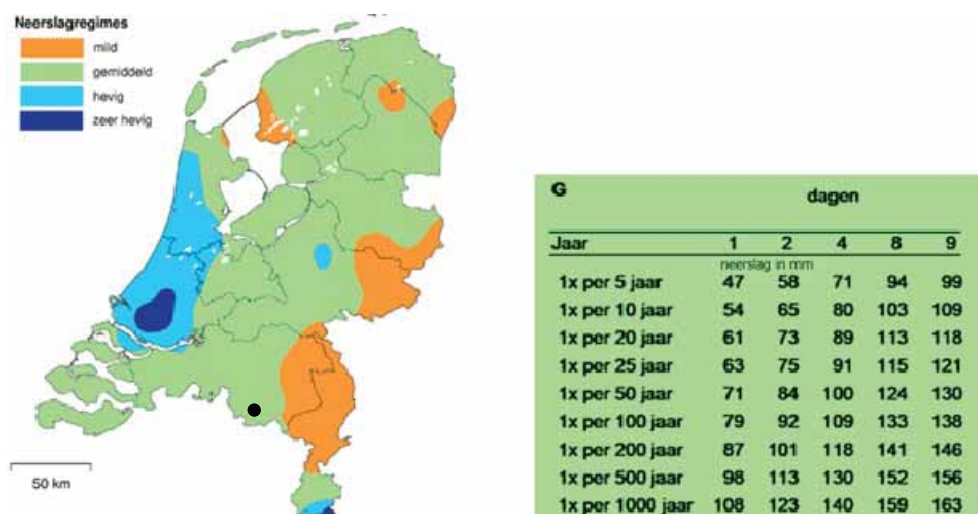 Neerslagregimes
mild
gemiddeld
hevig
zeer hevig
50 km
G
dagen
Jaar 1 2 4 8 9
neerslag in mm
1x per 5 jaar 47 58 71 94 99
1x per 10 jaar 54 65 80 103 109
1x per 20 jaar 61 73 89 113 118
1x per 25 jaar 63 75 91 115 121
1x per 50 jaar 71 84 100 124 130
1x per 100 jaar 79 92 109 133 138
1x per 200 jaar 87 101 118 141 146
1x per 500 jaar 98 113 130 152 156
1x per 1000 jaar 108 123 140 159 163